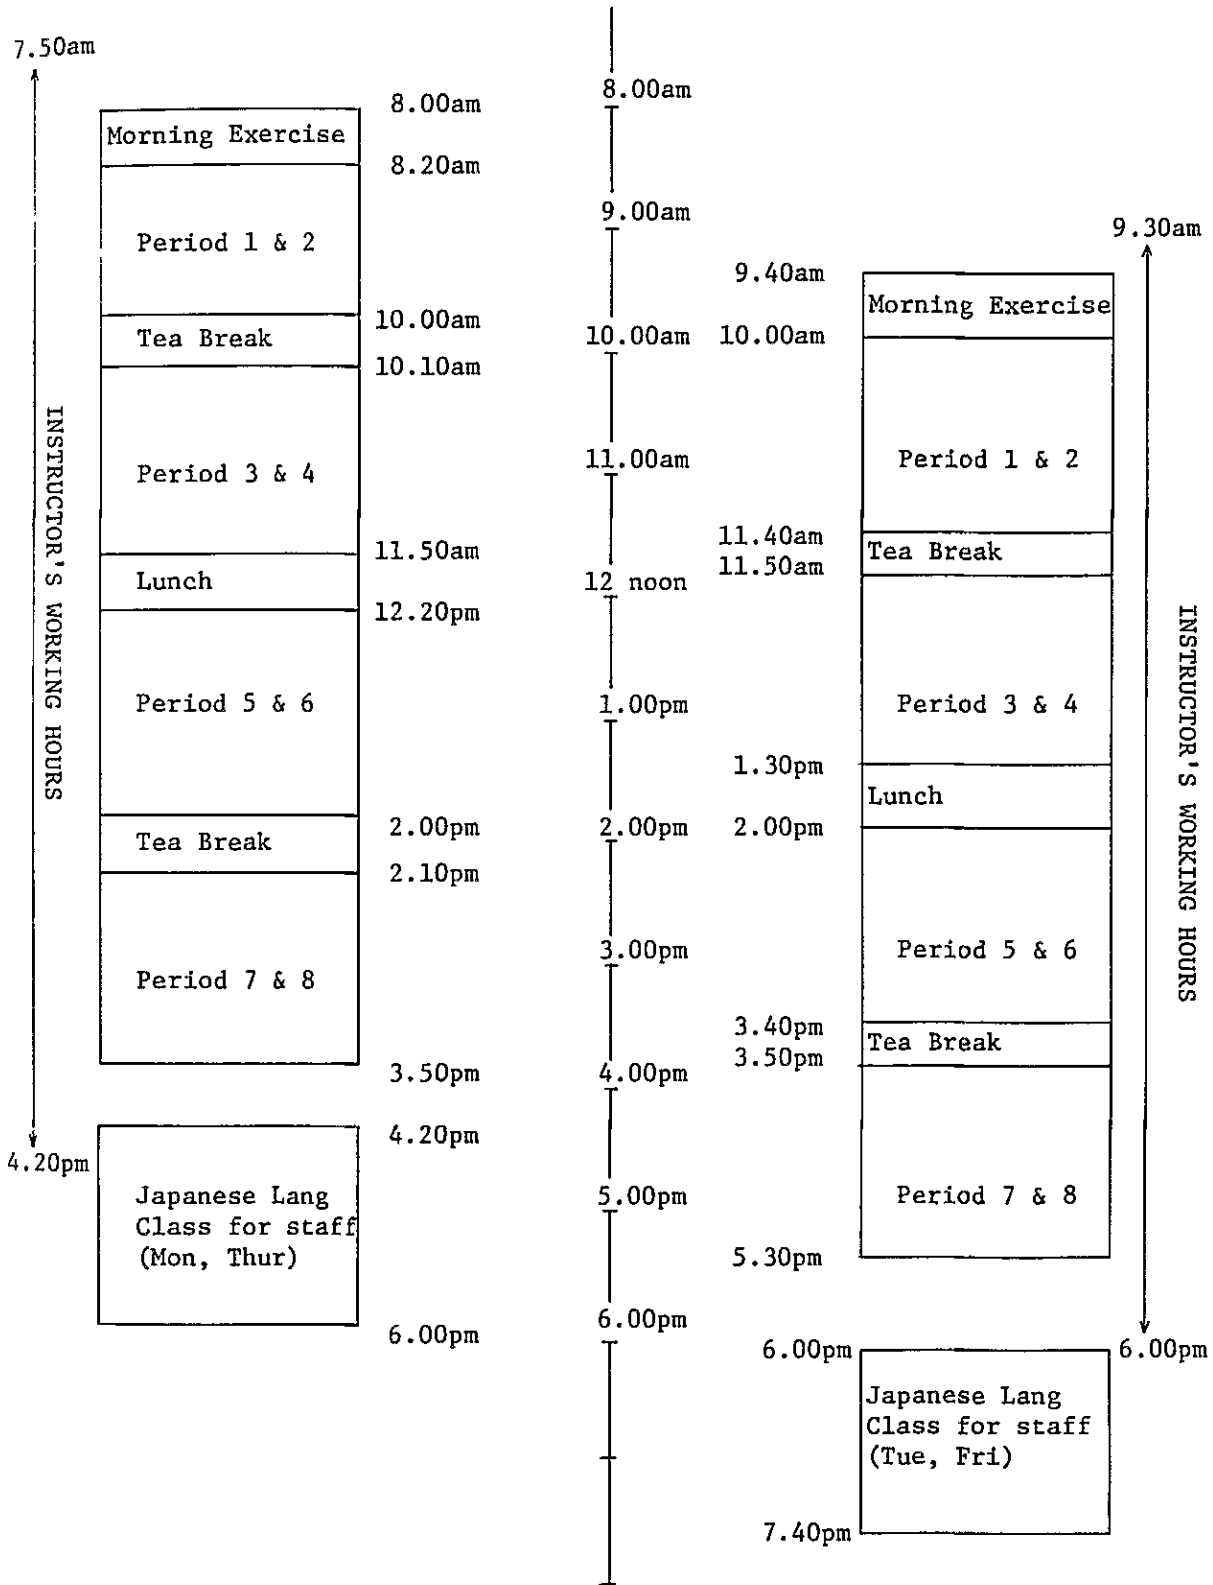 7.50am
8.00am
Morning Exercise
8.20am
Period 1 & 2
10.00am
Tea Break
10.10am
Period 3 & 4
11.50am
Lunch
12.20pm
Period 5 & 6
2.00pm
Tea Break
2.10pm
Period 7 & 8
3.50pm
4.20pm
4.20pm
Japanese Lang
Class for staff
(Mon, Thur)
6.00pm
INSTRUCTOR'S WORKING HOURS
8.00am
9.00am
10.00am
11.00am
12 noon
1.00pm
2.00pm
3.00pm
4.00pm
5.00pm
6.00pm
9.30am
9.40am
Morning Exercise
10.00am
Period 1 & 2
11.40am
Tea Break
11.50am
Period 3 & 4
1.30pm
Lunch
2.00pm
Period 5 & 6
3.40pm
Tea Break
3.50pm
Period 7 & 8
5.30pm
6.00pm
6.00pm
Japanese Lang
Class for staff
(Tue, Fri)
7.40pm
INSTRUCTOR'S WORKING HOURS